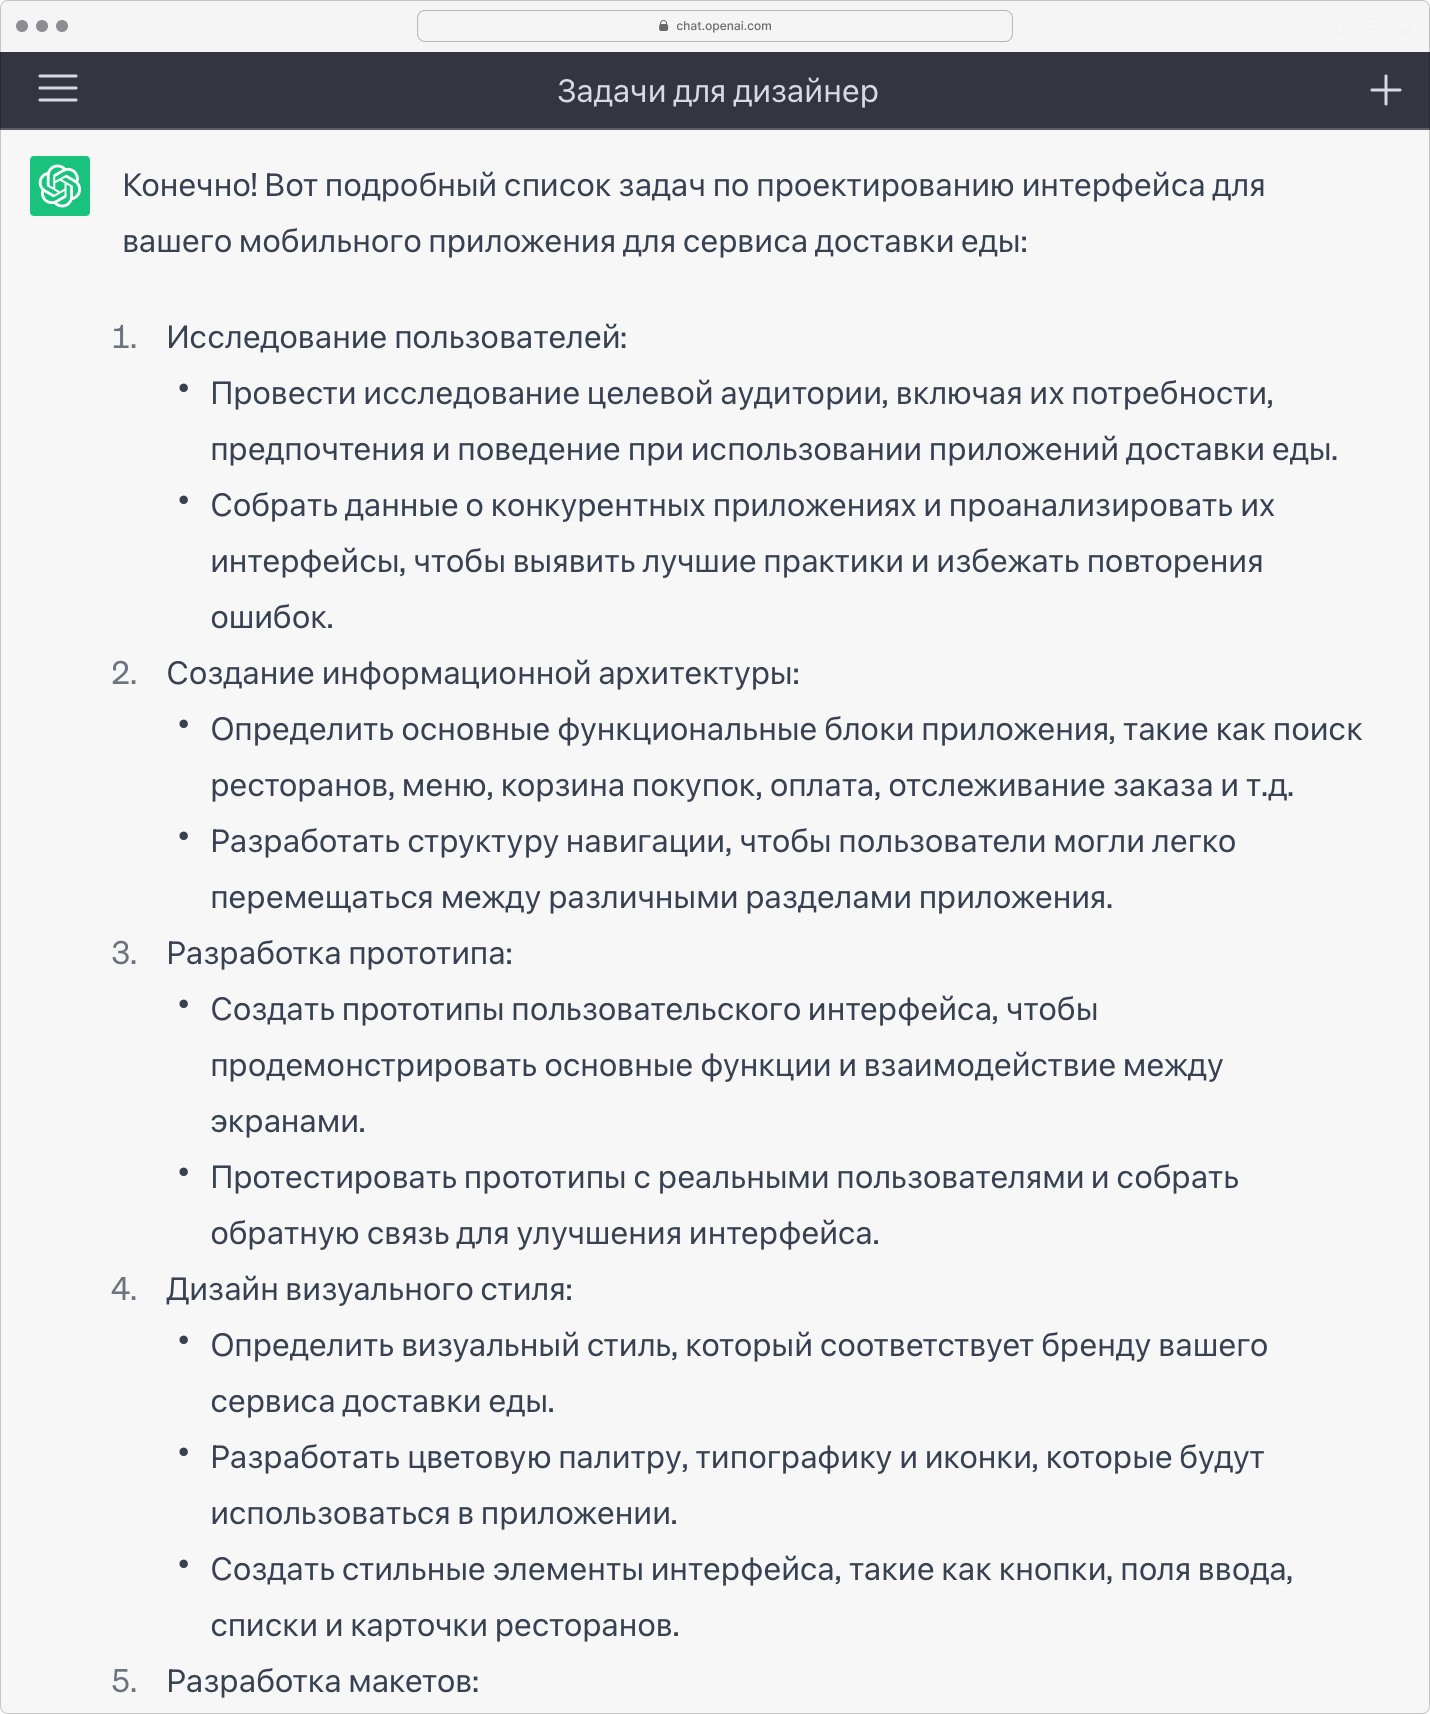 chat.openai.com
Задачи для дизайнер
Конечно! Вот подробный список задач по проектированию интерфейса для
вашего мобильного приложения для сервиса доставки еды:
1. Исследование пользователей:
• Провести исследование целевой аудитории, включая их потребности,
предпочтения и поведение при использовании приложений доставки еды.
• Собрать данные о конкурентных приложениях и проанализировать их
интерфейсы, чтобы выявить лучшие практики и избежать повторения
ошибок.
2. Создание информационной архитектуры:
• Определить основные функциональные блоки приложения, такие как поиск
ресторанов, меню, корзина покупок, оплата, отслеживание заказа и т.д.
• Разработать структуру навигации, чтобы пользователи могли легко
перемещаться между различными разделами приложения.
3. Разработка прототипа:
• Создать прототипы пользовательского интерфейса, чтобы
продемонстрировать основные функции и взаимодействие между
экранами.
• Протестировать прототипы с реальными пользователями и собрать
обратную связь для улучшения интерфейса.
4. Дизайн визуального стиля:
• Определить визуальный стиль, который соответствует бренду вашего
сервиса доставки еды.
• Разработать цветовую палитру, типографику и иконки, которые будут
использоваться в приложении.
• Создать стильные элементы интерфейса, такие как кнопки, поля ввода,
списки и карточки ресторанов.
5. Разработка макетов: